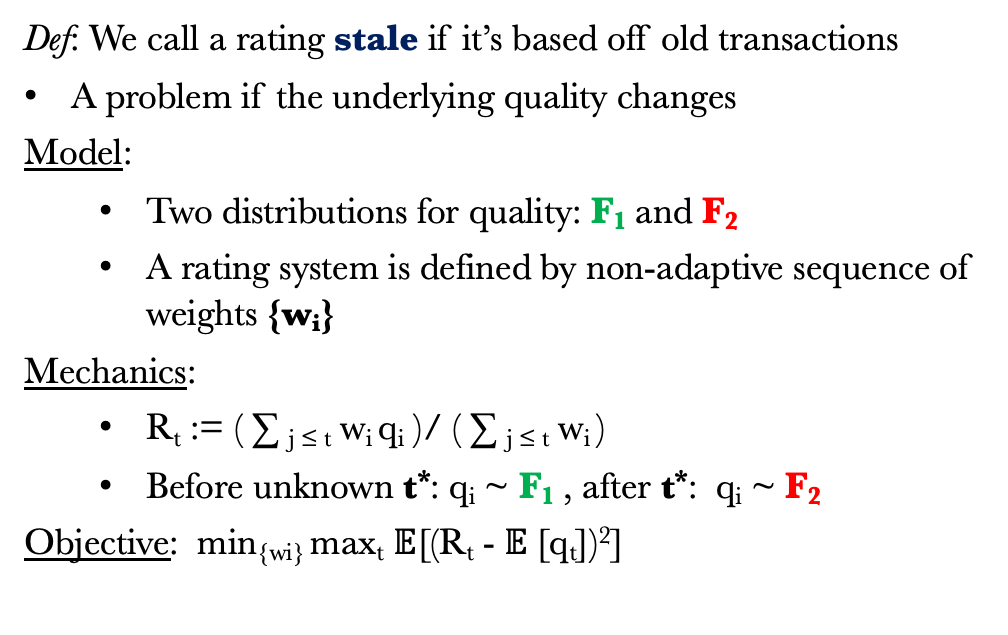 Def: We call a rating stale if it's based off old transactions
• A problem if the underlying quality changes
Model:
• Two distributions for quality: F₁ and F₂
• A rating system is defined by non-adaptive sequence of
weights {wᵢ}
Mechanics:
• Rₜ := ( ∑ ⱼ ≤ ₜ wᵢ qᵢ )/ ( ∑ ⱼ ≤ ₜ wᵢ )
• Before unknown t*: qᵢ ~ F₁ , after t*: qᵢ ~ F₂
Objective: min_{wi} maxₜ 𝔼[(Rₜ - 𝔼 [qₜ])²]